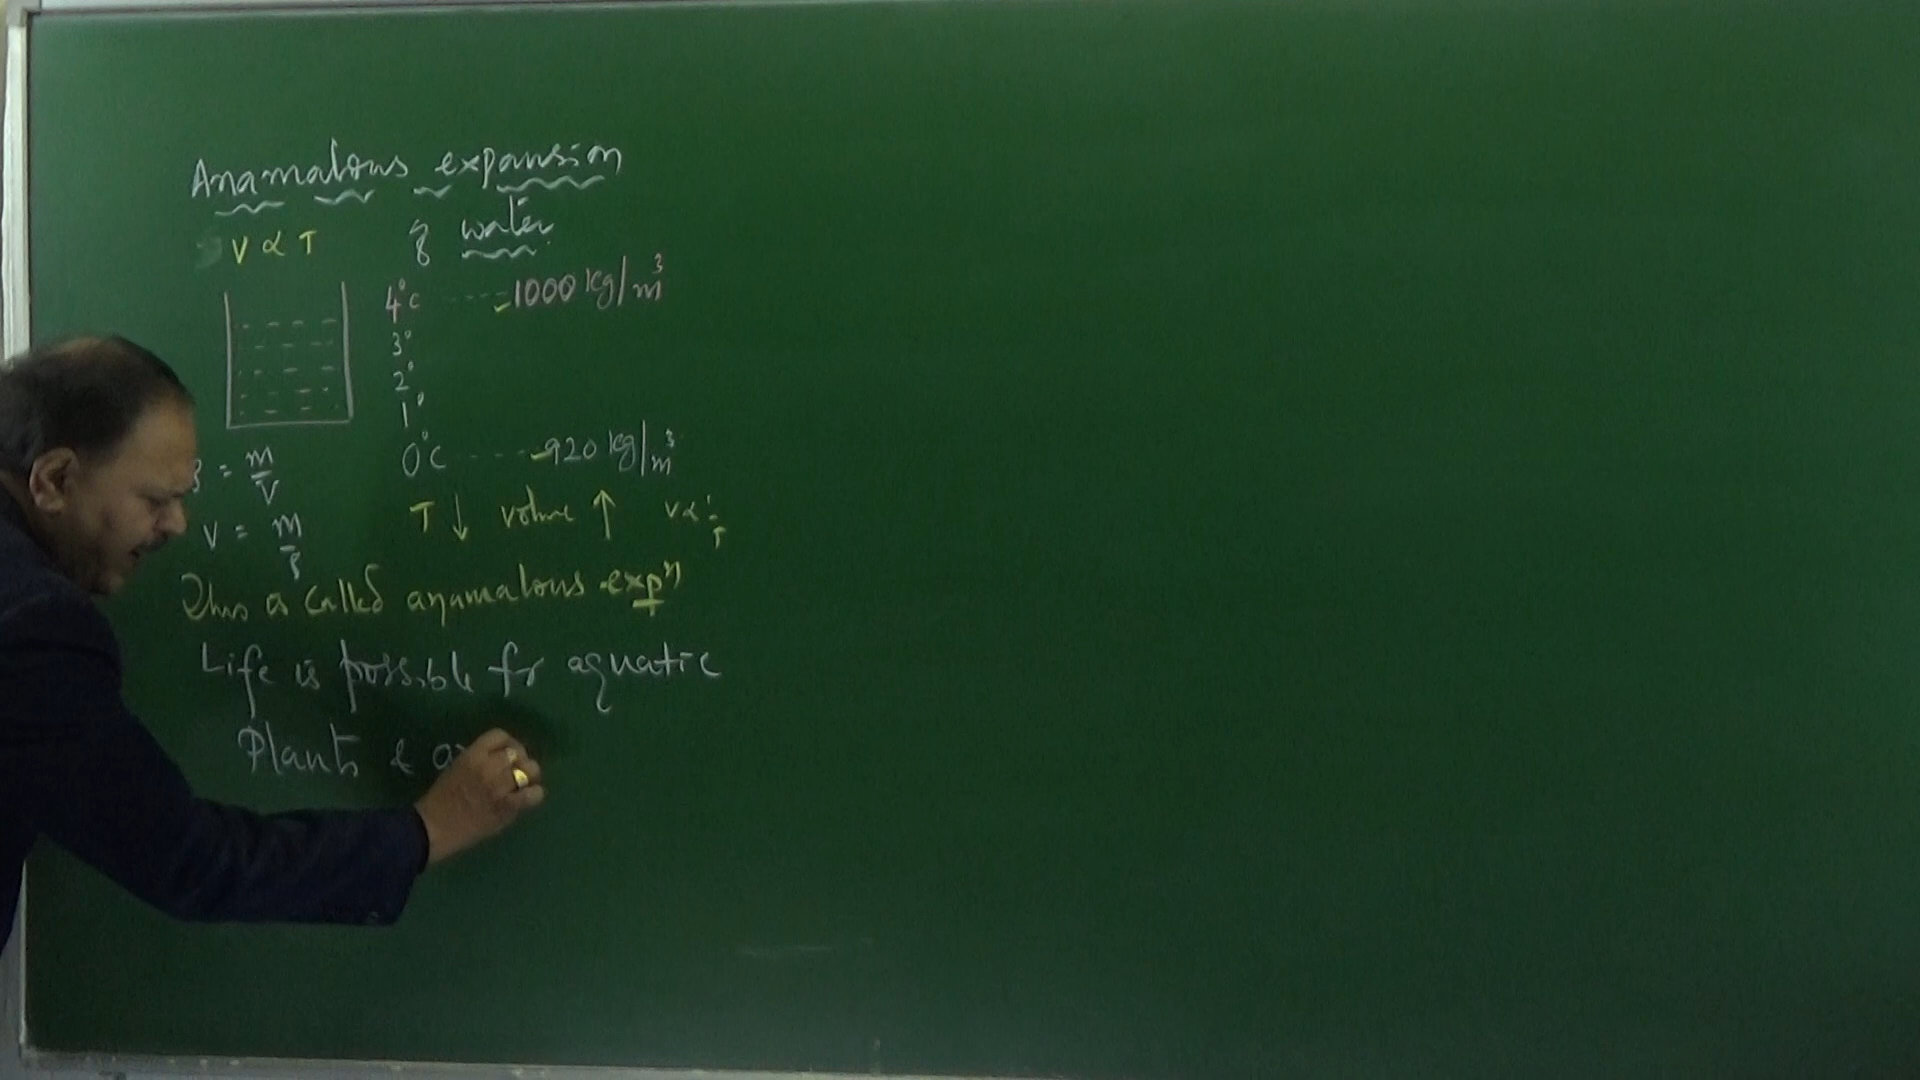 Anamalous expansion
of water
V ∝ T
4°C ---- 1000 kg/m³
3°
2°
1°
0°C ---- 920 kg/m³
ρ = m/V
V = m/ρ
T ↓ volume ↑ V ∝ 1/T
This is called anamalous expⁿ
Life is possible for aquatic
Plants &